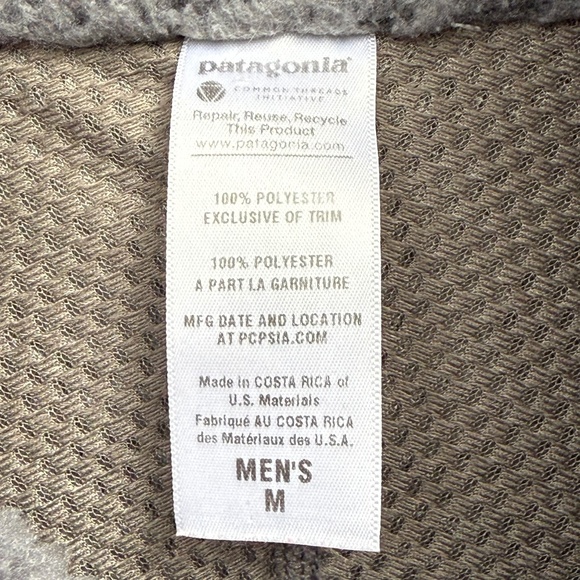 patagonia®
COMMON THREADS
INITIATIVE
Repair, Reuse, Recycle
This Product
www.patagonia.com
100% POLYESTER
EXCLUSIVE OF TRIM
100% POLYESTER
A PART LA GARNITURE
MFG DATE AND LOCATION
AT PCPSIA.COM
Made in COSTA RICA of
U.S. Materials
Fabriqué AU COSTA RICA
des Matériaux des U.S.A.
MEN'S
M